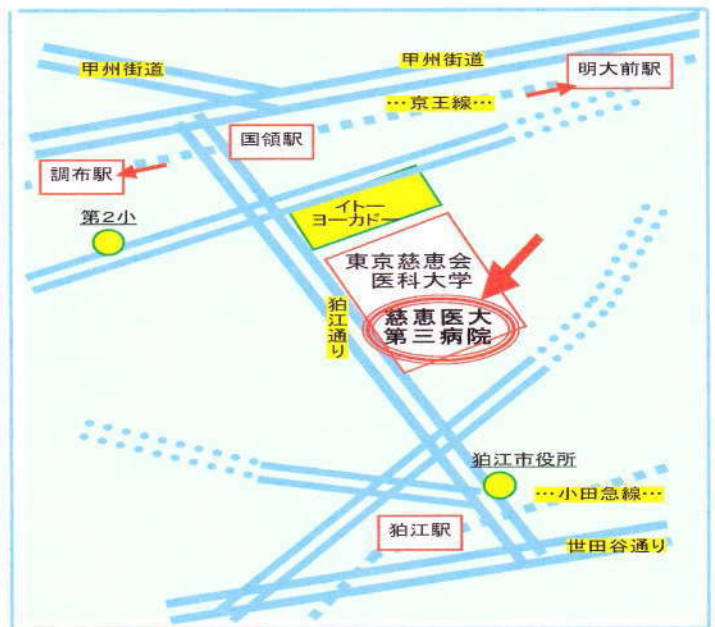 甲州街道
甲州街道
明大前駅
…京王線…
国領駅
調布駅
第2小
イトー
ヨーカドー
東京慈恵会
医科大学
慈恵医大
第三病院
狛江通り
狛江市役所
…小田急線…
狛江駅
世田谷通り